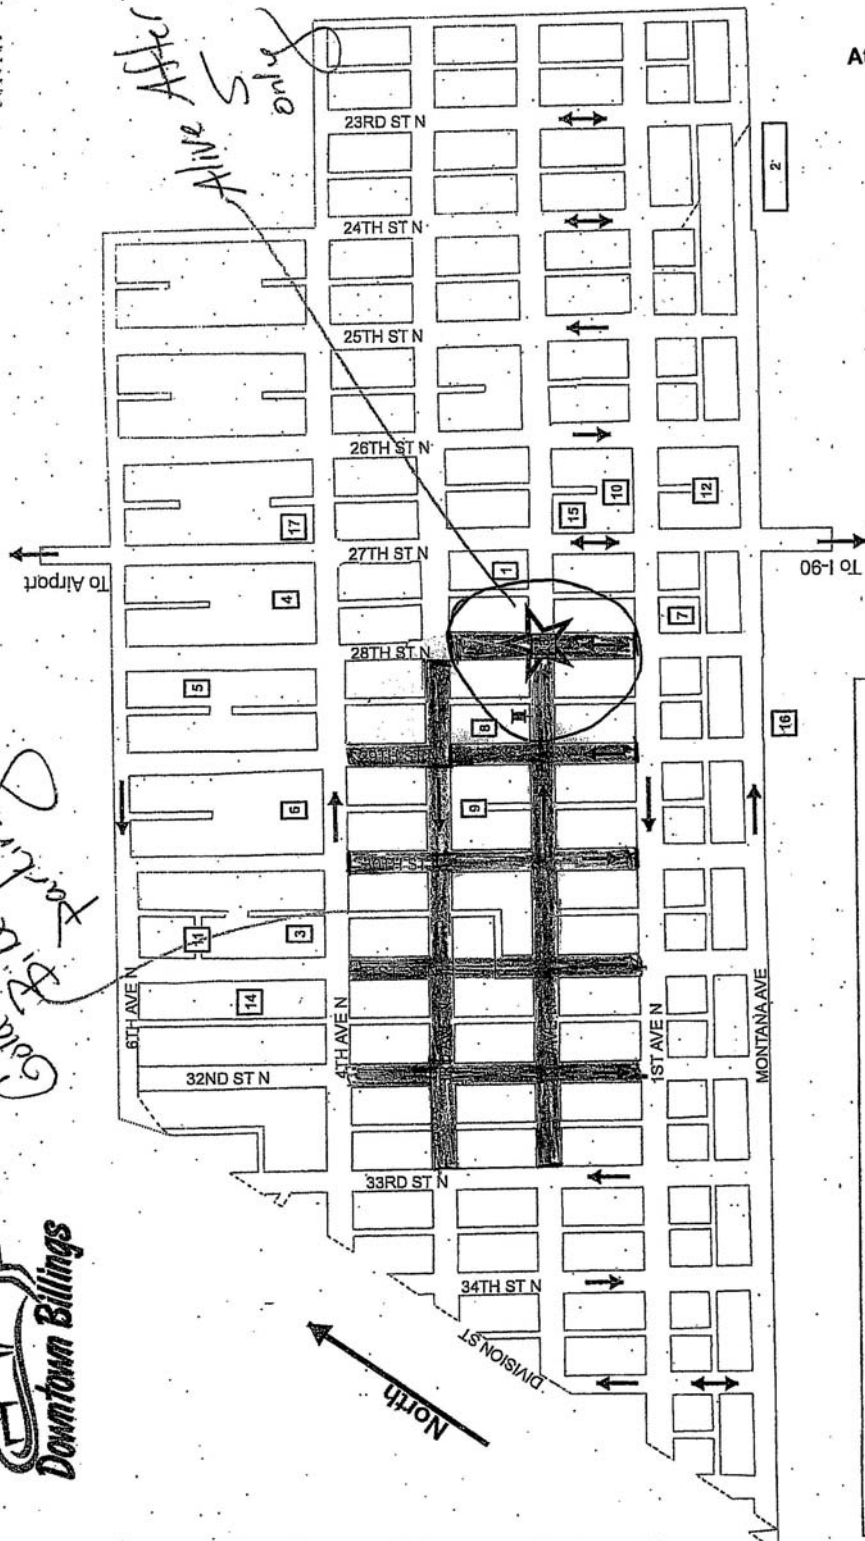 Alive After
5
only
At
23RD ST N
24TH ST N
25TH ST N
26TH ST N
27TH ST N
28TH ST N
To Airport
To I-90
2
17
10
12
15
1
4
7
5
8
16
6
9
11
3
14
6TH AVE N
4TH AVE N
1ST AVE N
MONTANA AVE
32ND ST N
33RD ST N
34TH ST N
DIVISION ST
North
Gold
Downtown Billings